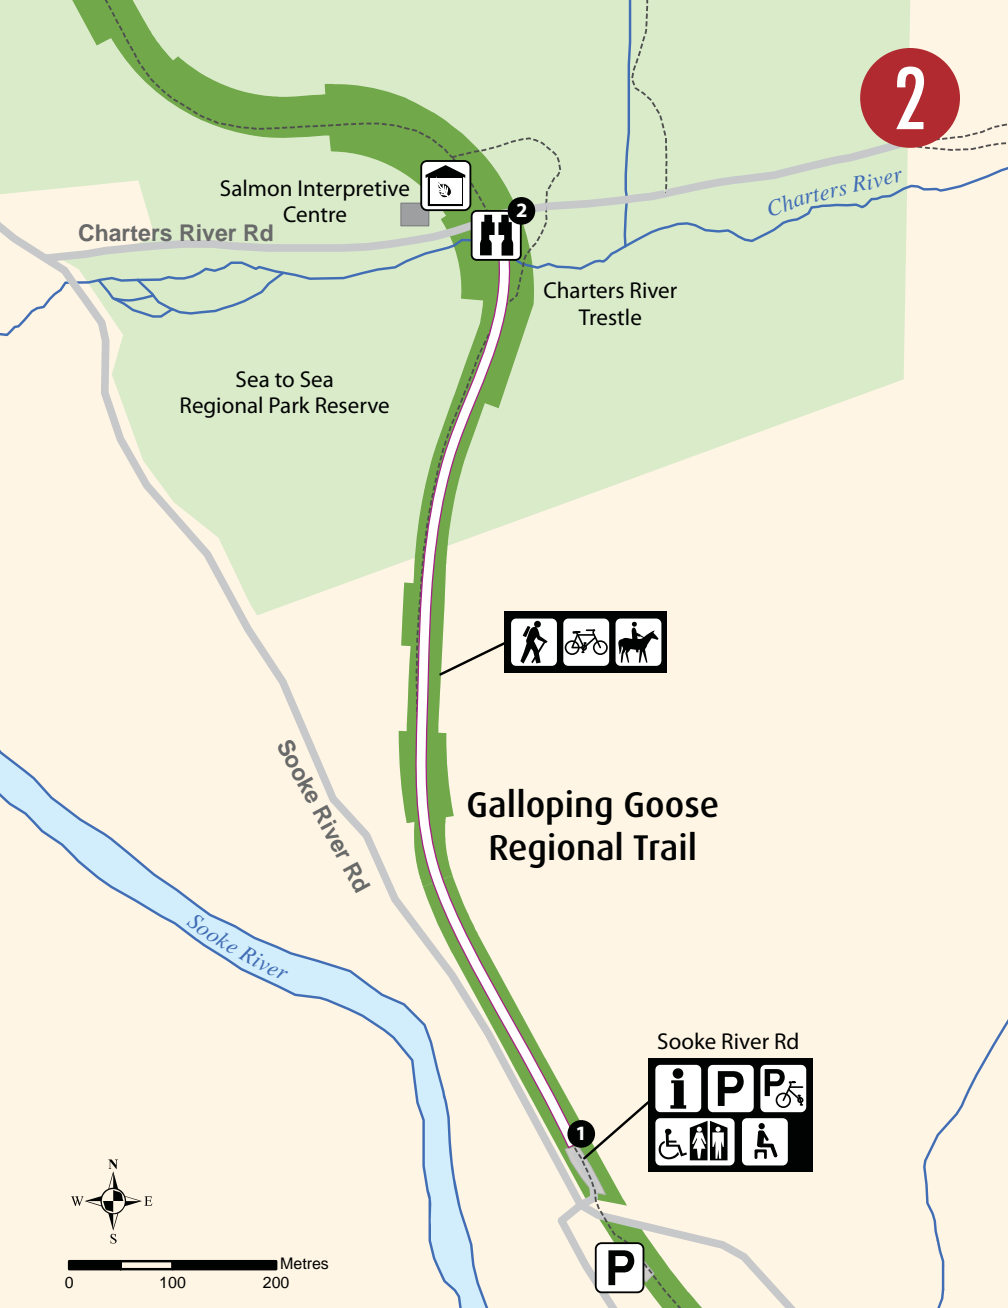 2
Charters River
Salmon Interpretive
Centre
2
Charters River Rd
Charters River
Trestle
Sea to Sea
Regional Park Reserve
Galloping Goose
Regional Trail
Sooke River Rd
Sooke River
Sooke River Rd
i P P
1
N
W E
S
Metres
0 100 200
P